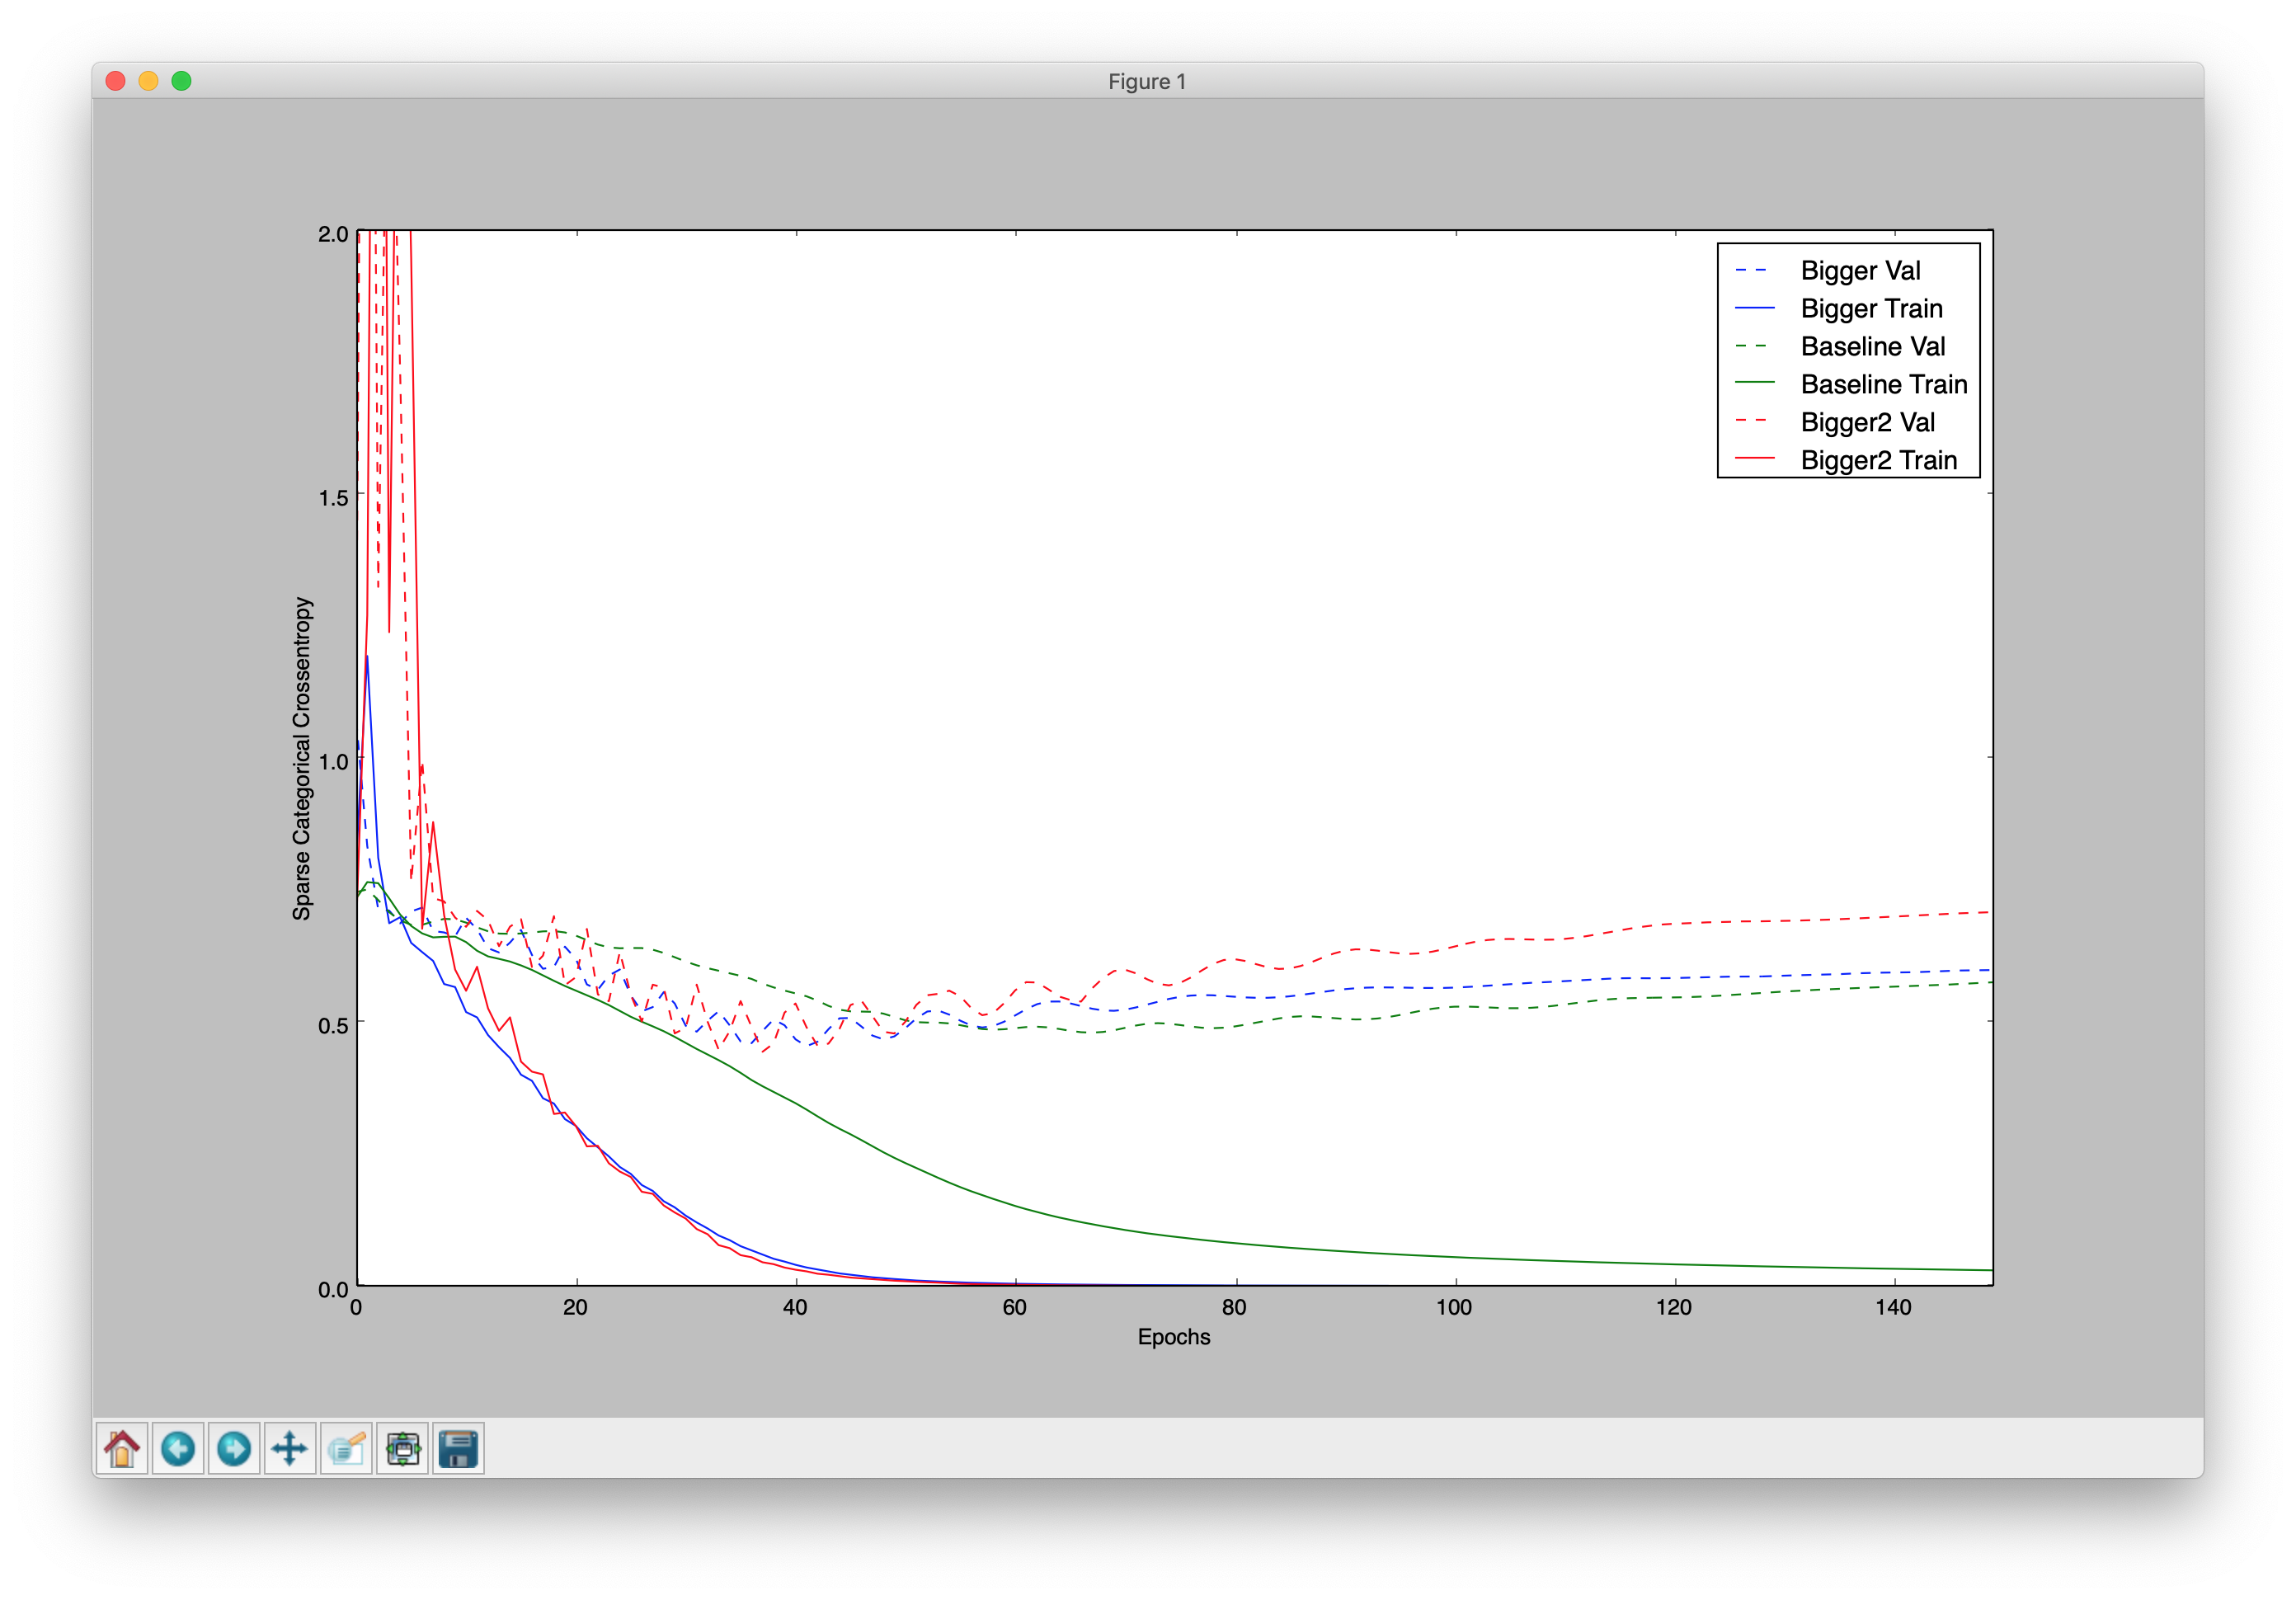 Figure 1
2.0
1.5
1.0
0.5
0.0
Sparse Categorical Crossentropy
Bigger Val
Bigger Train
Baseline Val
Baseline Train
Bigger2 Val
Bigger2 Train
0 20 40 60 80 100 120 140
Epochs